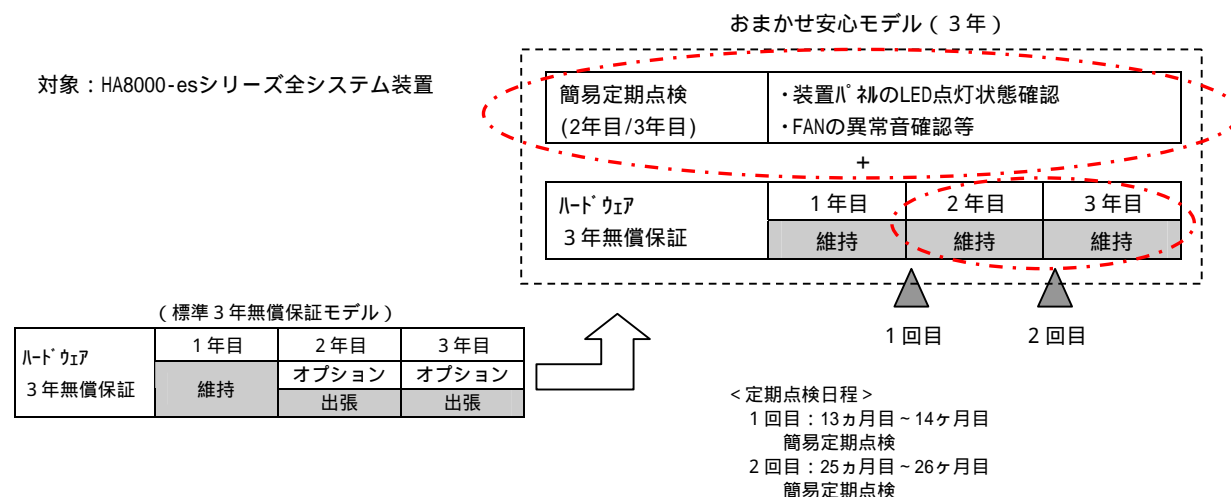 おまかせ安心モデル(3年)
対象:HA8000-esシリーズ全システム装置
簡易定期点検
(2年目/3年目)
・装置パネルのLED点灯状態確認
・FANの異常音確認等
+
ハードウェア
3年無償保証
1年目 2年目 3年目
維持 維持 維持
1回目 2回目
(標準3年無償保証モデル)
ハードウェア
3年無償保証
1年目 2年目 3年目
維持
オプション オプション
出張 出張
<定期点検日程>
1回目:13ヵ月目~14ヶ月目
簡易定期点検
2回目:25ヵ月目~26ヶ月目
簡易定期点検